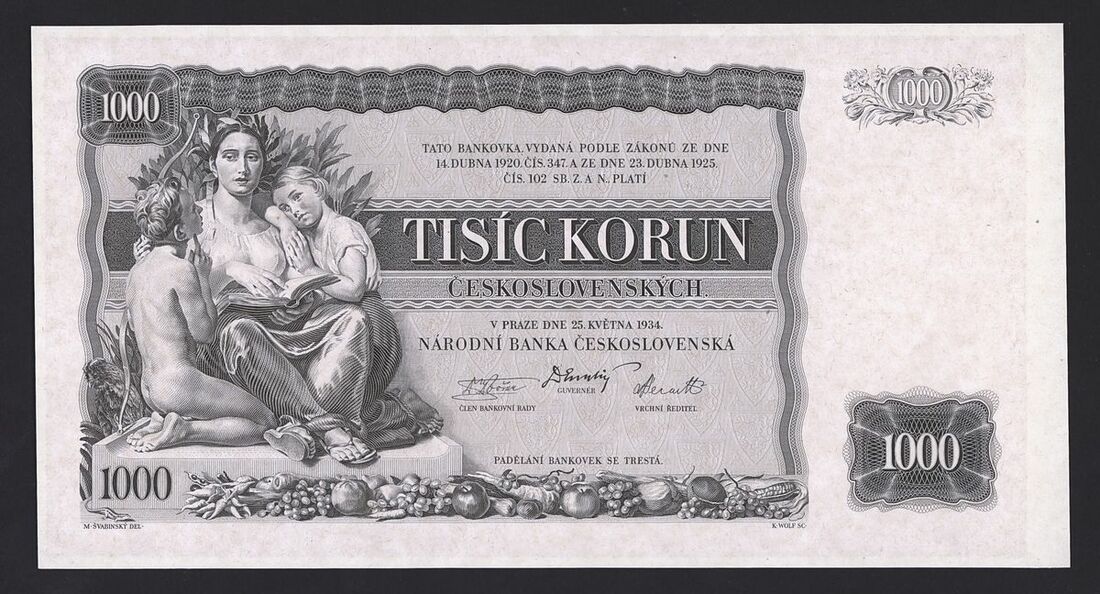 1000
1000
TATO BANKOVKA, VYDANÁ PODLE ZÁKONŮ ZE DNE
14. DUBNA 1920, ČÍS. 347. A ZE DNE 23. DUBNA 1925.
ČÍS. 102 SB. Z. A N., PLATÍ
TISÍC KORUN
ČESKOSLOVENSKÝCH.
V PRAZE DNE 25. KVĚTNA 1934.
NÁRODNÍ BANKA ČESKOSLOVENSKÁ
ČLEN BANKOVNÍ RADY
GUVERNÉR
VRCHNÍ ŘEDITEL
1000
PADĚLÁNÍ BANKOVEK SE TRESTÁ.
1000
M. ŠVABINSKÝ DEL.
K. WOLF SC.